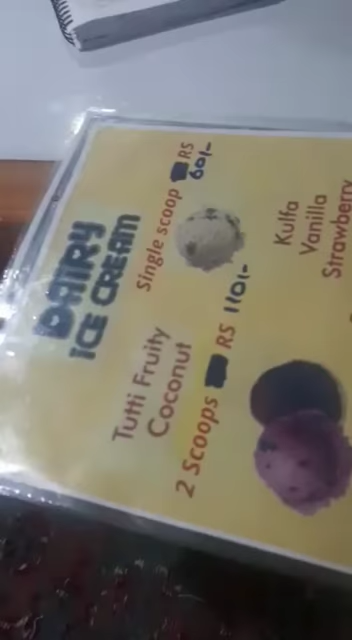 DAIRY
ICE CREAM
Single scoop RS
60/-
Kulfa
Vanilla
Strawberry
Tutti Fruity
Coconut
2 Scoops RS 110/-